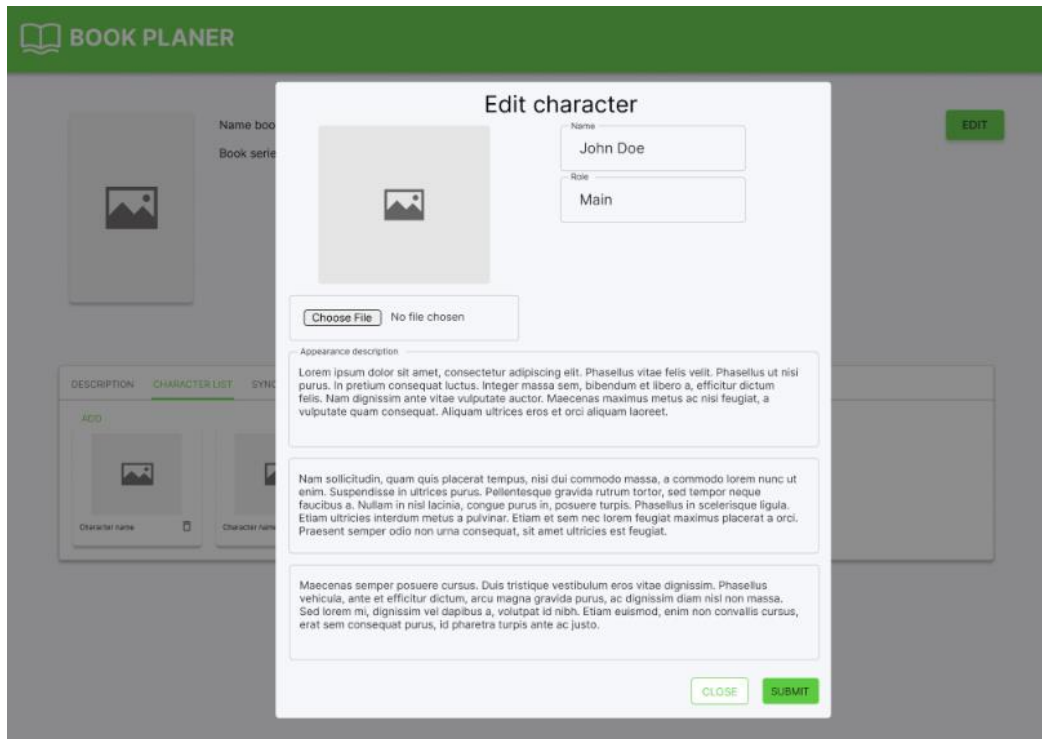 BOOK PLANER
Name boo
Book serie
EDIT
Edit character
Name
John Doe
Role
Main
Choose File No file chosen
Appearance description
Lorem ipsum dolor sit amet, consectetur adipiscing elit. Phasellus vitae felis velit. Phasellus ut nisi
purus. In pretium consequat luctus. Integer massa sem, bibendum et libero a, efficitur dictum
felis. Nam dignissim ante vitae vulputate auctor. Maecenas maximus metus ac nisi feugiat, a
vulputate quam consequat. Aliquam ultrices eros et orci aliquam laoreet.
DESCRIPTION CHARACTER LIST SYNC
ADD
Character name
Character name
Nam sollicitudin, quam quis placerat tempus, nisi dui commodo massa, a commodo lorem nunc ut
enim. Suspendisse in ultrices purus. Pellentesque gravida rutrum tortor, sed tempor neque
faucibus a. Nullam in nisl lacinia, congue purus in, posuere turpis. Phasellus in scelerisque ligula.
Etiam ultricies interdum metus a pulvinar. Etiam et sem nec lorem feugiat maximus placerat a orci.
Praesent semper odio non urna consequat, sit amet ultricies est feugiat.
Maecenas semper posuere cursus. Duis tristique vestibulum eros vitae dignissim. Phasellus
vehicula, ante et efficitur dictum, arcu magna gravida purus, ac dignissim diam nisl non massa.
Sed lorem mi, dignissim vel dapibus a, volutpat id nibh. Etiam euismod, enim non convallis cursus,
erat sem consequat purus, id pharetra turpis ante ac justo.
CLOSE
SUBMIT